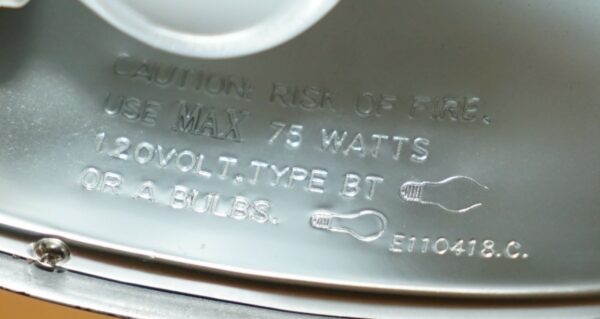 CAUTION: RISK OF FIRE.
USE MAX 75 WATTS
120VOLT. TYPE BT
OR A BULBS.
E110418.C.